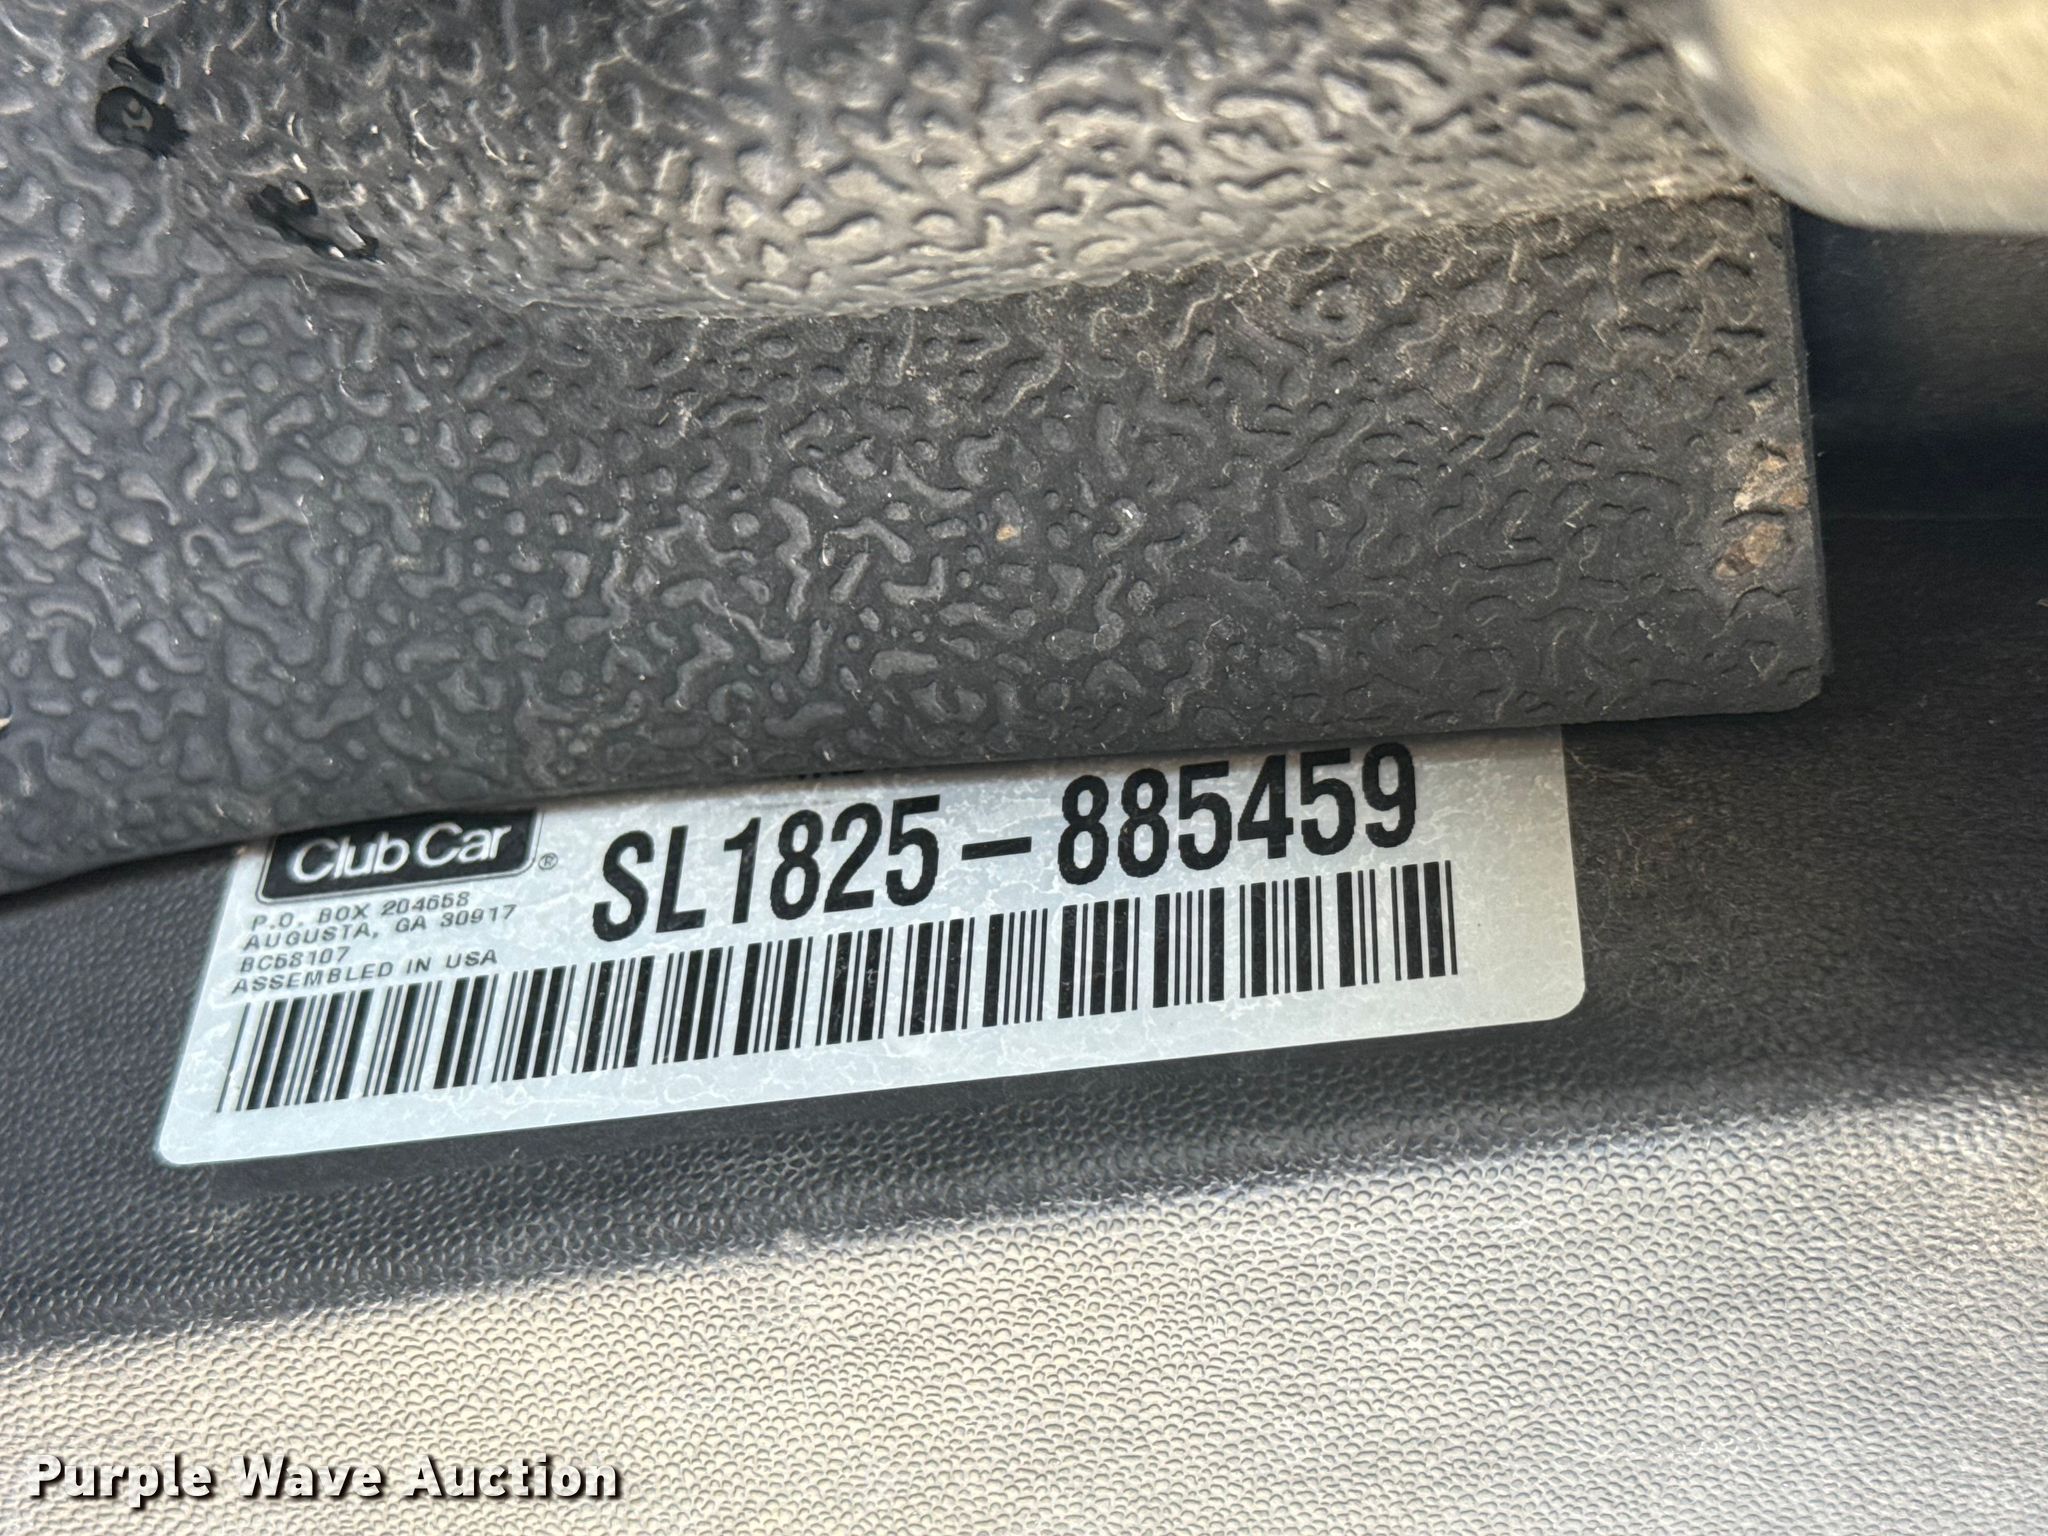 Club Car®
SL1825-885459
P.O. BOX 204658
AUGUSTA, GA 30917
BC58107
ASSEMBLED IN USA
Purple Wave Auction